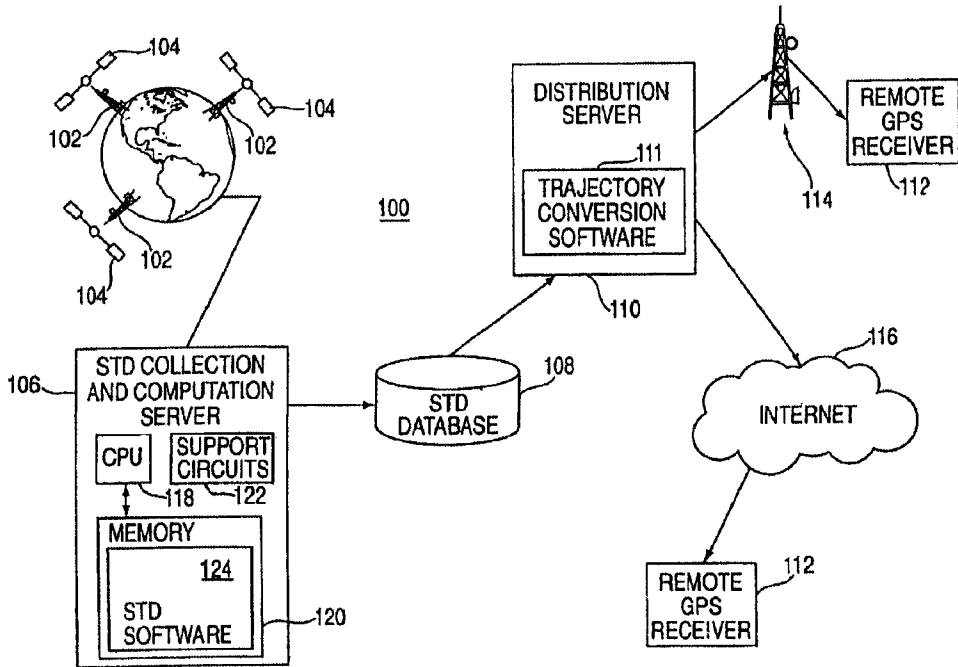 104
104
102
102
102
104
100
DISTRIBUTION
SERVER
111
TRAJECTORY
CONVERSION
SOFTWARE
110
114
REMOTE
GPS
RECEIVER
112
106
STD COLLECTION
AND COMPUTATION
SERVER
CPU
118
SUPPORT
CIRCUITS
122
MEMORY
124
STD
SOFTWARE
120
STD
DATABASE
108
116
INTERNET
REMOTE
GPS
RECEIVER
112